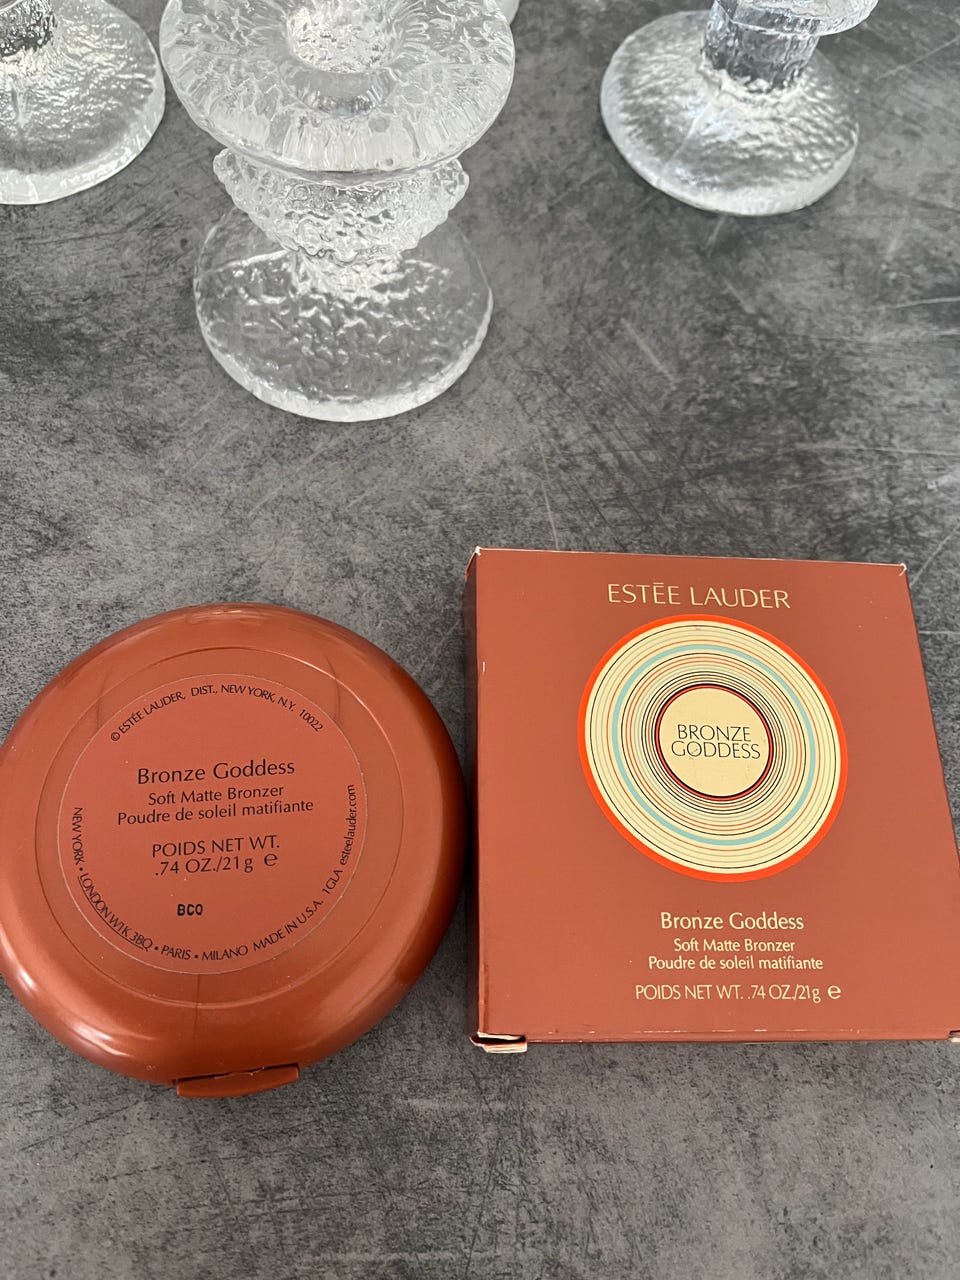 © ESTĒE LAUDER, DIST., NEW YORK, N.Y. 10022
Bronze Goddess
Soft Matte Bronzer
Poudre de soleil matifiante
POIDS NET WT.
.74 OZ./21g e
BC0
NEW YORK • LONDON W1K 3BQ • PARIS • MILANO MADE IN U.S.A. 1GLA esteelauder.com
ESTĒE LAUDER
BRONZE
GODDESS
Bronze Goddess
Soft Matte Bronzer
Poudre de soleil matifiante
POIDS NET WT. .74 OZ./21g e